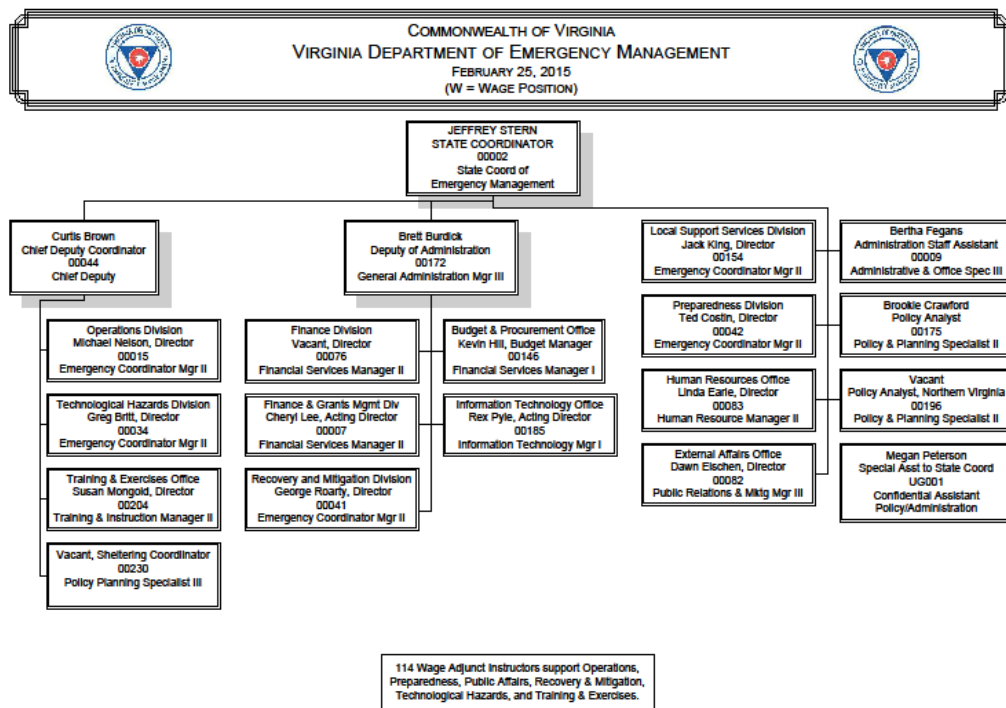 COMMONWEALTH OF VIRGINIA
VIRGINIA DEPARTMENT OF EMERGENCY MANAGEMENT
FEBRUARY 25, 2015
(W = WAGE POSITION)
JEFFREY STERN
STATE COORDINATOR
00002
State Coord of
Emergency Management
Curtis Brown
Chief Deputy Coordinator
00044
Chief Deputy
Brett Burdick
Deputy of Administration
00172
General Administration Mgr III
Local Support Services Division
Jack King, Director
00154
Emergency Coordinator Mgr II
Bertha Fegans
Administration Staff Assistant
00009
Administrative & Office Spec III
Operations Division
Michael Nelson, Director
00015
Emergency Coordinator Mgr II
Finance Division
Vacant, Director
00076
Financial Services Manager II
Budget & Procurement Office
Kevin Hill, Budget Manager
00146
Financial Services Manager I
Preparedness Division
Ted Costin, Director
00042
Emergency Coordinator Mgr II
Brookie Crawford
Policy Analyst
00175
Policy & Planning Specialist II
Technological Hazards Division
Greg Britt, Director
00034
Emergency Coordinator Mgr II
Finance & Grants Mgmt Div
Cheryl Lee, Acting Director
00007
Financial Services Manager II
Information Technology Office
Rex Pyle, Acting Director
00185
Information Technology Mgr I
Human Resources Office
Linda Earle, Director
00083
Human Resource Manager II
Vacant
Policy Analyst, Northern Virginia
00196
Policy & Planning Specialist II
Training & Exercises Office
Susan Mongold, Director
00204
Training & Instruction Manager II
Recovery and Mitigation Division
George Roarty, Director
00041
Emergency Coordinator Mgr II
External Affairs Office
Dawn Eischen, Director
00082
Public Relations & Mktg Mgr III
Megan Peterson
Special Asst to State Coord
UG001
Confidential Assistant
Policy/Administration
Vacant, Sheltering Coordinator
00230
Policy Planning Specialist III
114 Wage Adjunct Instructors support Operations,
Preparedness, Public Affairs, Recovery & Mitigation,
Technological Hazards, and Training & Exercises.